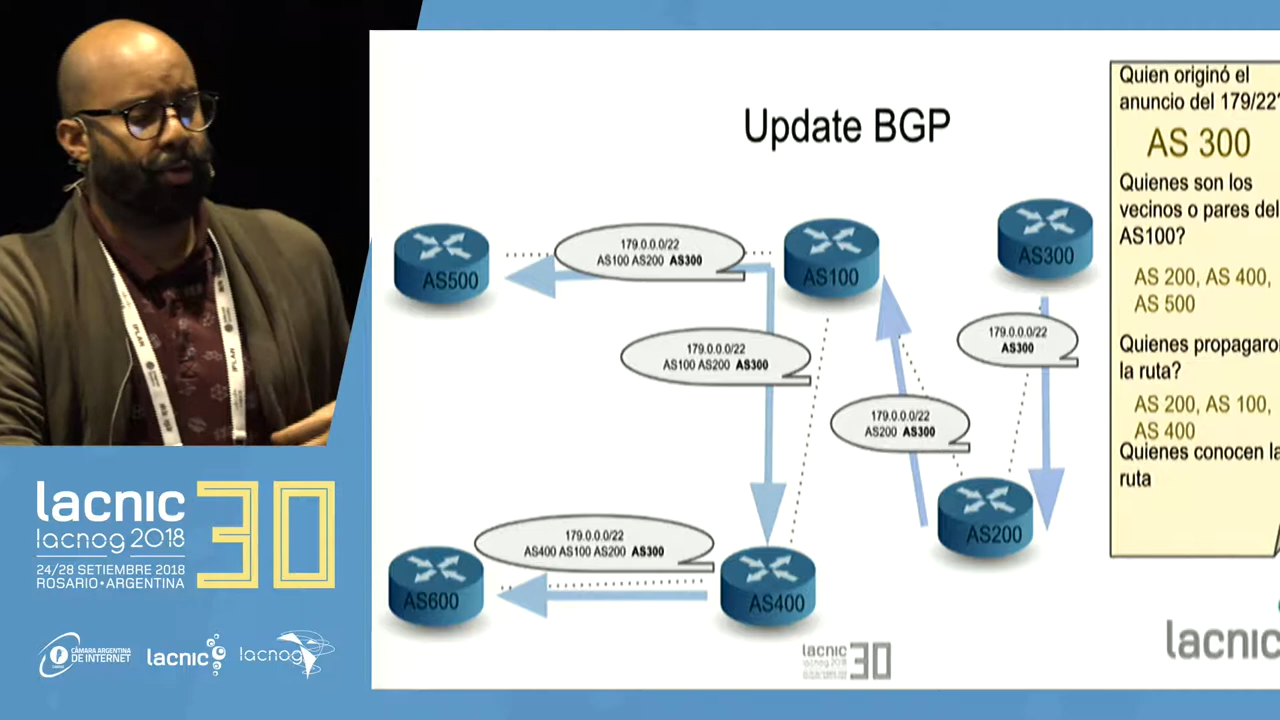 Update BGP
AS500
179.0.0.0/22
AS100 AS200 AS300
AS100
AS300
179.0.0.0/22
AS100 AS200 AS300
179.0.0.0/22
AS300
179.0.0.0/22
AS200 AS300
AS200
179.0.0.0/22
AS400 AS100 AS200 AS300
AS600
AS400
Quien originó el
anuncio del 179/22?
AS 300
Quienes son los
vecinos o pares del
AS100?
AS 200, AS 400,
AS 500
Quienes propagaron
la ruta?
AS 200, AS 100,
AS 400
Quienes conocen la
ruta
lacnic
lacnog 2018
30
lacnic
lacnic
lacnog 2018
30
24/28 SETIEMBRE 2018
ROSARIO•ARGENTINA
CÁMARA ARGENTINA
DE INTERNET
lacnic
lacnog